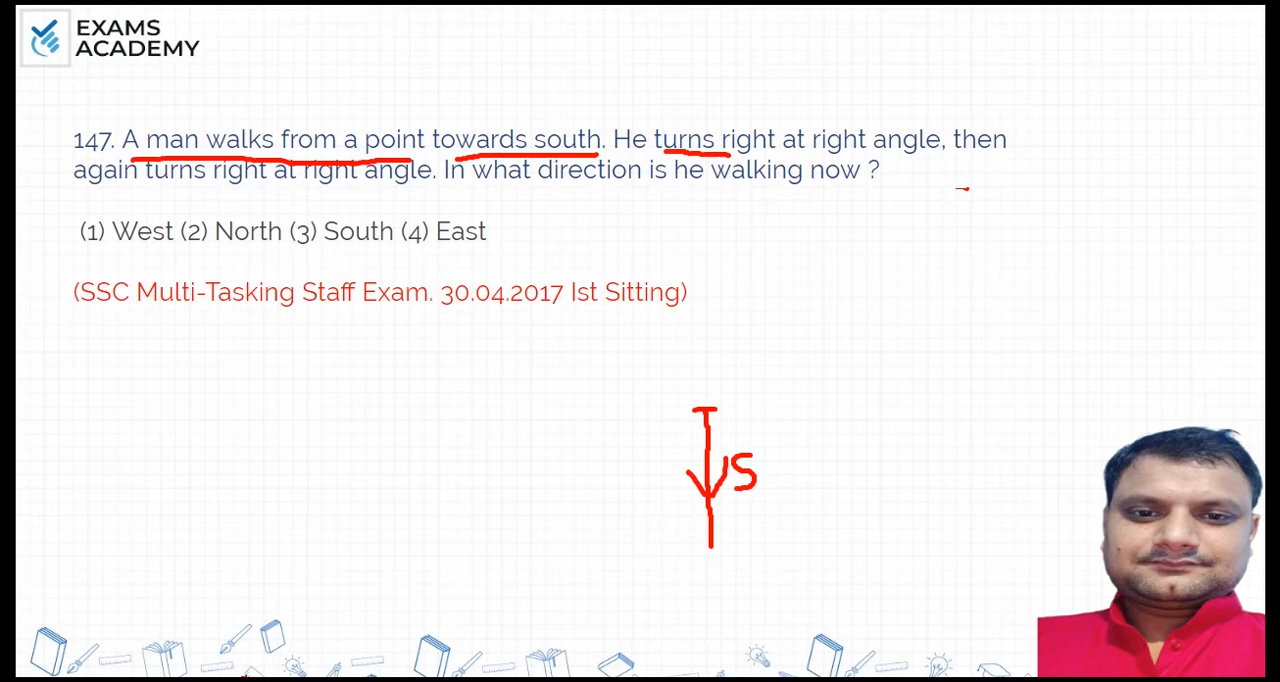 EXAMS
ACADEMY
147. A man walks from a point towards south. He turns right at right angle, then
again turns right at right angle. In what direction is he walking now ?
(1) West (2) North (3) South (4) East
(SSC Multi-Tasking Staff Exam. 30.04.2017 Ist Sitting)
S